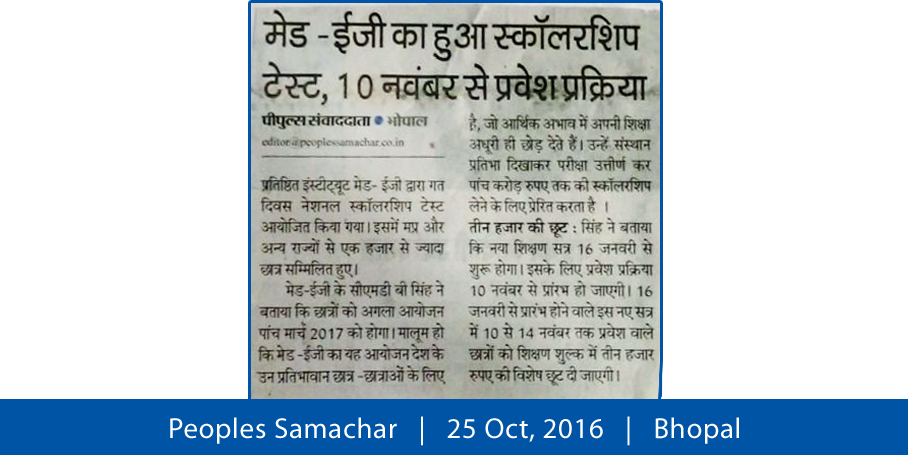 मेड -ईजी का हुआ स्कॉलरशिप
टेस्ट, 10 नवंबर से प्रवेश प्रक्रिया
पीपुल्स संवाददाता ● भोपाल
editor@peoplessamachar.co.in
प्रतिष्ठित इंस्टीट्यूट मेड- ईजी द्वारा गत
दिवस नेशनल स्कॉलरशिप टेस्ट
आयोजित किया गया। इसमें मप्र और
अन्य राज्यों से एक हजार से ज्यादा
छात्र सम्मिलित हुए।
मेड-ईजी के सीएमडी बी सिंह ने
बताया कि छात्रों को अगला आयोजन
पांच मार्च 2017 को होगा। मालूम हो
कि मेड -ईजी का यह आयोजन देश के
उन प्रतिभावान छात्र -छात्राओं के लिए
है, जो आर्थिक अभाव में अपनी शिक्षा
अधूरी ही छोड़ देते हैं। उन्हें संस्थान
प्रतिभा दिखाकर परीक्षा उत्तीर्ण कर
पांच करोड़ रुपए तक की स्कॉलरशिप
लेने के लिए प्रेरित करता है ।
तीन हजार की छूट : सिंह ने बताया
कि नया शिक्षण सत्र 16 जनवरी से
शुरू होगा। इसके लिए प्रवेश प्रक्रिया
10 नवंबर से प्रारंभ हो जाएगी। 16
जनवरी से प्रारंभ होने वाले इस नए सत्र
में 10 से 14 नवंबर तक प्रवेश वाले
छात्रों को शिक्षण शुल्क में तीन हजार
रुपए की विशेष छूट दी जाएगी।
Peoples Samachar | 25 Oct, 2016 | Bhopal